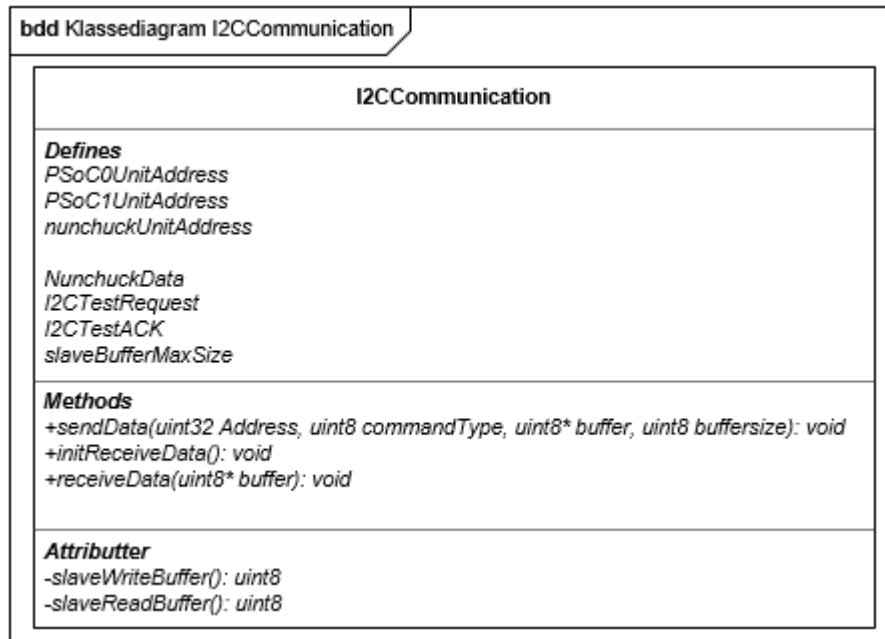 bdd Klassediagram I2CCommunication
I2CCommunication
Defines
PSoC0UnitAddress
PSoC1UnitAddress
nunchuckUnitAddress
NunchuckData
I2CTestRequest
I2CTestACK
slaveBufferMaxSize
Methods
+sendData(uint32 Address, uint8 commandType, uint8* buffer, uint8 buffersize): void
+initReceiveData(): void
+receiveData(uint8* buffer): void
Attributter
-slaveWriteBuffer(): uint8
-slaveReadBuffer(): uint8